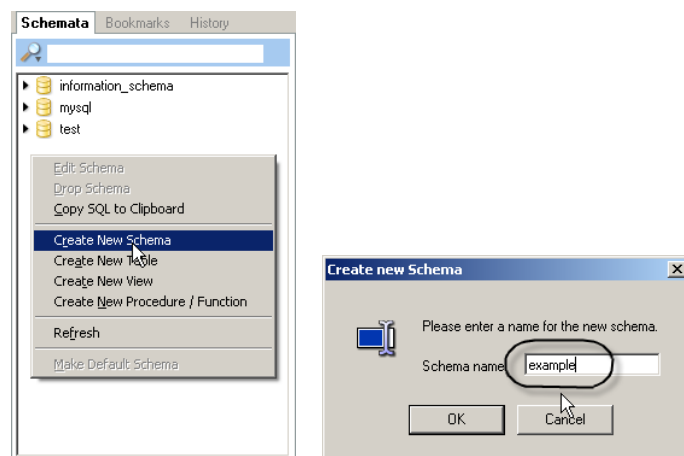 Schemata Bookmarks History
information_schema
mysql
test
Edit Schema
Drop Schema
Copy SQL to Clipboard
Create New Schema
Create New Table
Create New View
Create New Procedure / Function
Refresh
Make Default Schema
Create new Schema
Please enter a name for the new schema.
Schema name example
OK Cancel